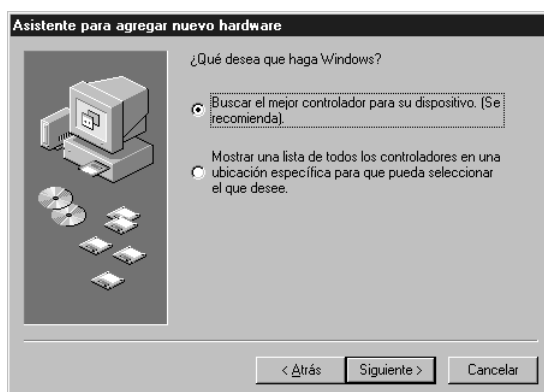 Asistente para agregar nuevo hardware
¿Qué desea que haga Windows?
Buscar el mejor controlador para su dispositivo. (Se
recomienda).
Mostrar una lista de todos los controladores en una
ubicación específica para que pueda seleccionar
el que desee.
< Atrás
Siguiente >
Cancelar